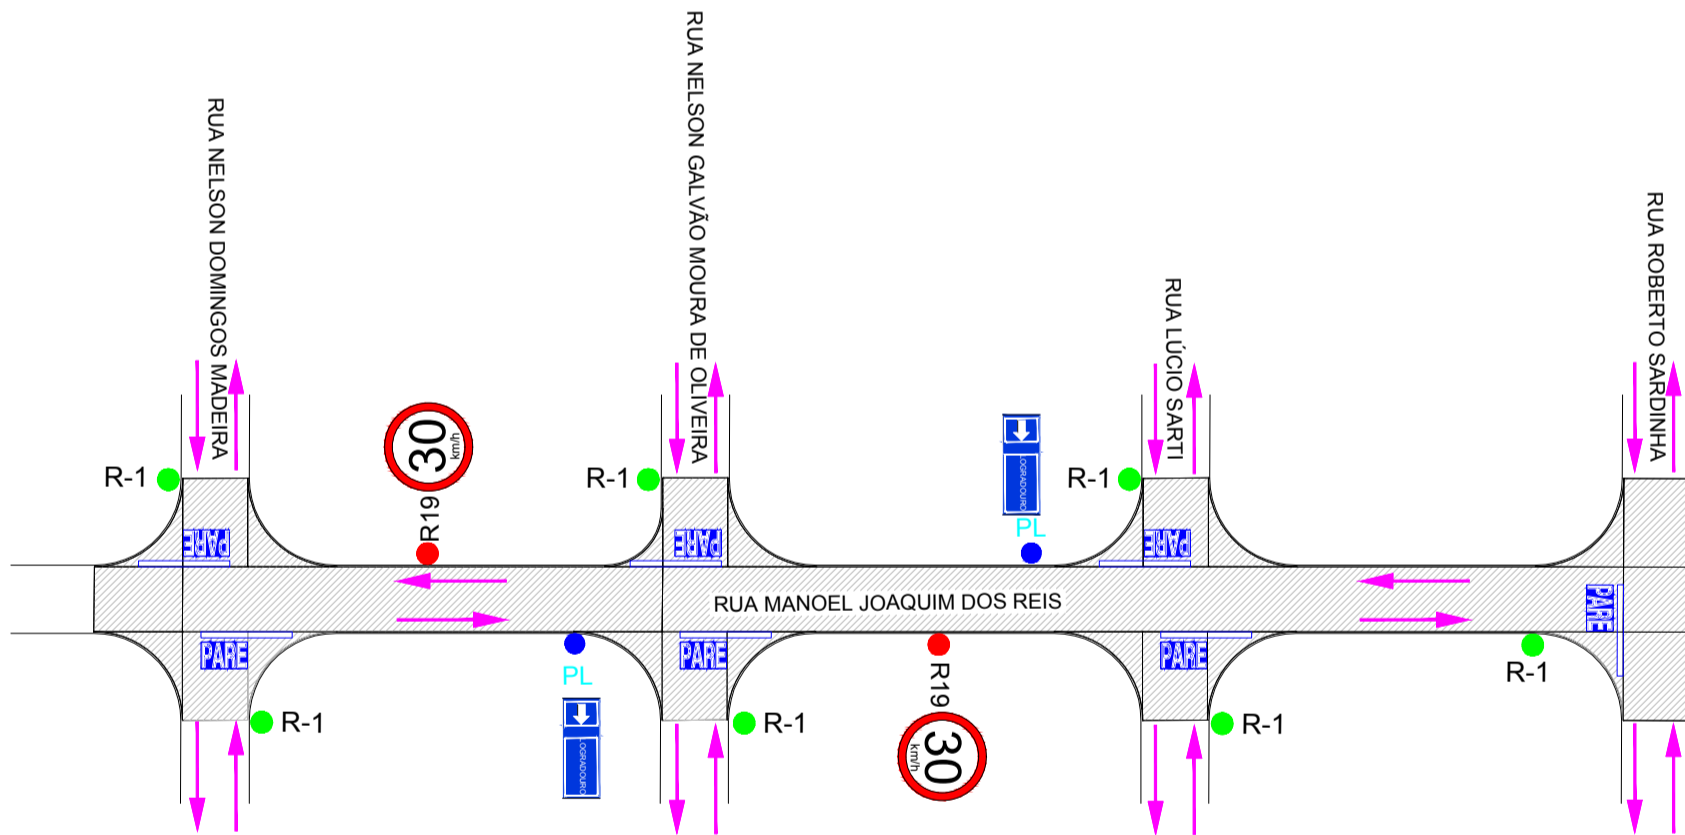 RUA NELSON DOMINGOS MADEIRA
RUA NELSON GALVÃO MOURA DE OLIVEIRA
RUA LÚCIO SARTI
RUA ROBERTO SARDINHA
R-1
30
km/h
R19
R-1
LOGRADOURO
PL
R-1
PARE
PARE
PARE
RUA MANOEL JOAQUIM DOS REIS
PARE
PARE
PARE
PARE
PL
LOGRADOURO
R19
30
km/h
R-1
R-1
R-1
R-1